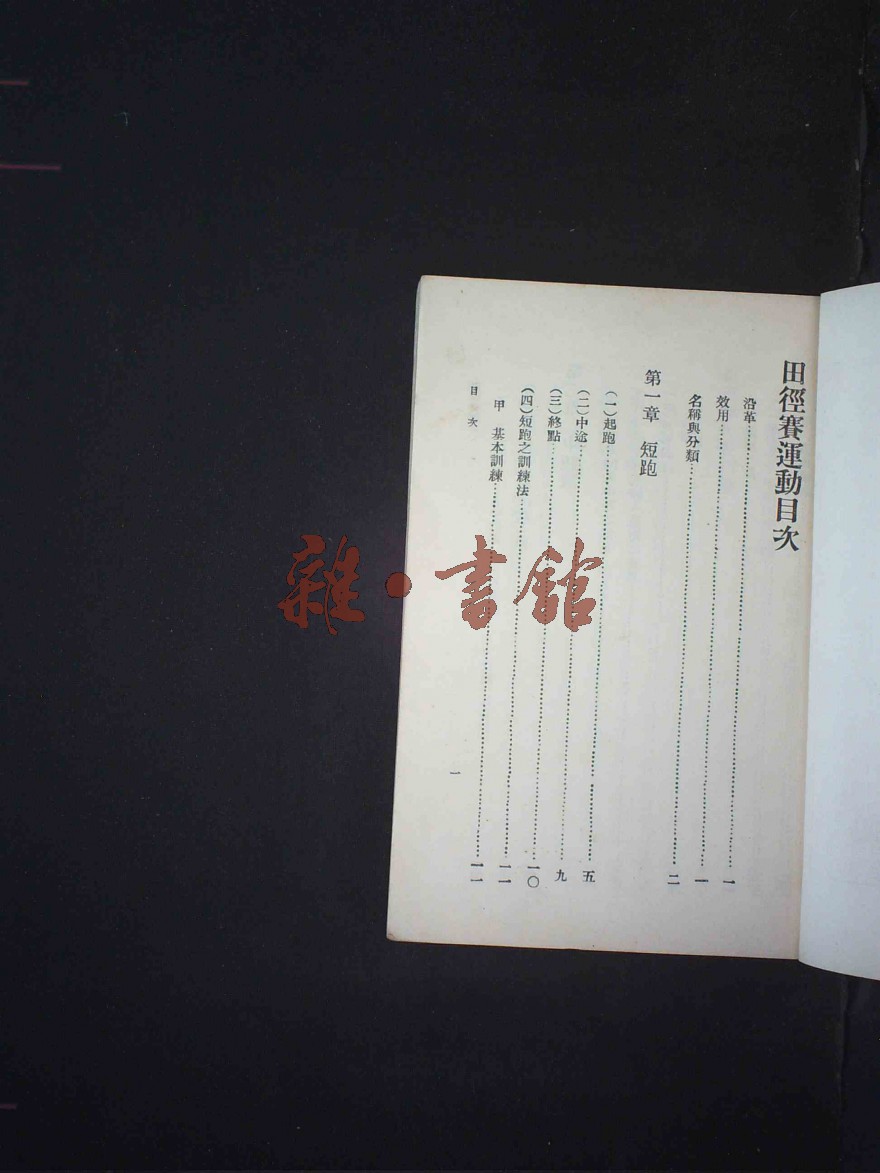 田徑賽運動目次
沿革……一
效用……一
名稱與分類……二
第一章 短跑
(一)起跑……五
(二)中途……九
(三)終點……一〇
(四)短跑之訓練法……一一
甲 基本訓練……一一
目次
一
雜·書館